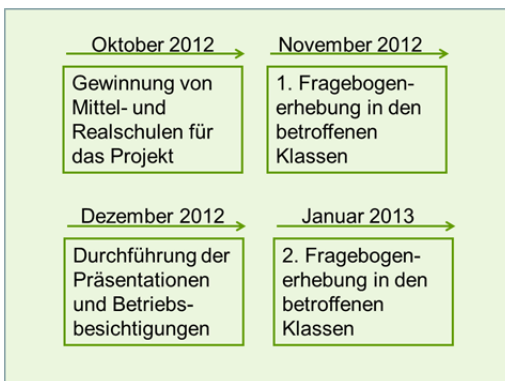 Oktober 2012
Gewinnung von
Mittel- und
Realschulen für
das Projekt
November 2012
1. Fragebogen-
erhebung in den
betroffenen
Klassen
Dezember 2012
Durchführung der
Präsentationen
und Betriebs-
besichtigungen
Januar 2013
2. Fragebogen-
erhebung in den
betroffenen
Klassen